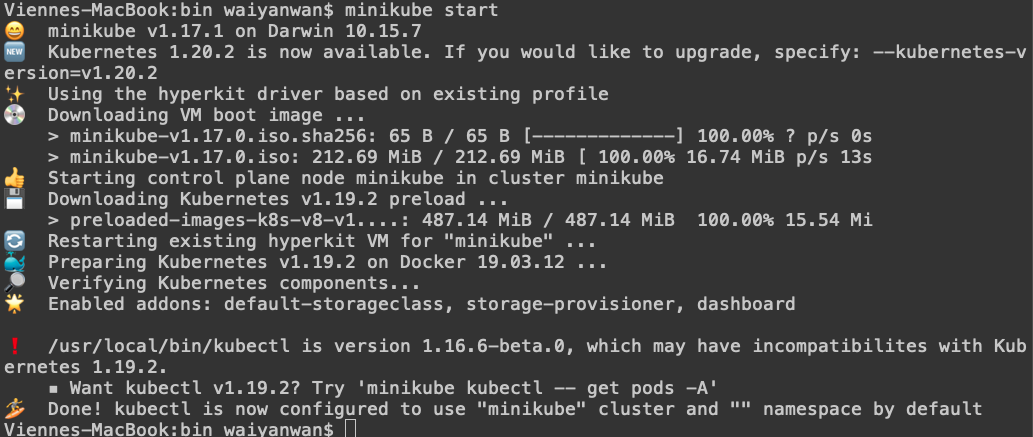 Viennes-MacBook:bin waiyanwan$ minikube start
😄  minikube v1.17.1 on Darwin 10.15.7
🆕  Kubernetes 1.20.2 is now available. If you would like to upgrade, specify: --kubernetes-v
ersion=v1.20.2
✨  Using the hyperkit driver based on existing profile
💿  Downloading VM boot image ...
    > minikube-v1.17.0.iso.sha256: 65 B / 65 B [-------------] 100.00% ? p/s 0s
    > minikube-v1.17.0.iso: 212.69 MiB / 212.69 MiB [ 100.00% 16.74 MiB p/s 13s
👍  Starting control plane node minikube in cluster minikube
💾  Downloading Kubernetes v1.19.2 preload ...
    > preloaded-images-k8s-v8-v1....: 487.14 MiB / 487.14 MiB  100.00% 15.54 Mi
🔄  Restarting existing hyperkit VM for "minikube" ...
🐳  Preparing Kubernetes v1.19.2 on Docker 19.03.12 ...
🔎  Verifying Kubernetes components...
🌟  Enabled addons: default-storageclass, storage-provisioner, dashboard
❗  /usr/local/bin/kubectl is version 1.16.6-beta.0, which may have incompatibilites with Kub
ernetes 1.19.2.
    ▪ Want kubectl v1.19.2? Try 'minikube kubectl -- get pods -A'
🏄  Done! kubectl is now configured to use "minikube" cluster and "" namespace by default
Viennes-MacBook:bin waiyanwan$